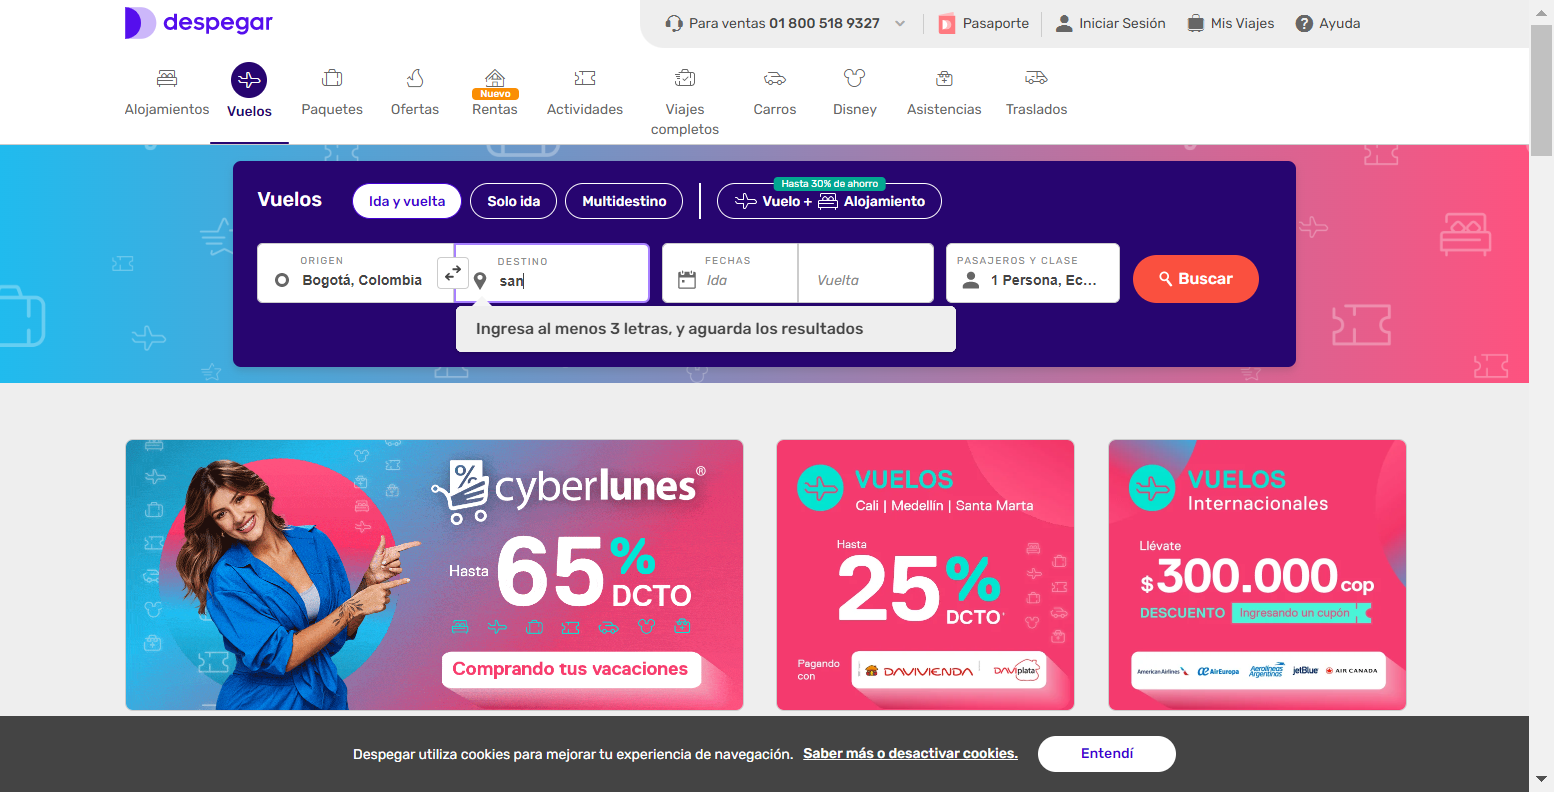 despegar
Para ventas 01 800 518 9327
Pasaporte
Iniciar Sesión
Mis Viajes
Ayuda
Alojamientos
Vuelos
Paquetes
Ofertas
Nuevo
Rentas
Actividades
Viajes
completos
Carros
Disney
Asistencias
Traslados
Vuelos
Ida y vuelta
Solo ida
Multidestino
Hasta 30% de ahorro
Vuelo + Alojamiento
ORIGEN
Bogotá, Colombia
DESTINO
san
FECHAS
Ida
Vuelta
PASAJEROS Y CLASE
1 Persona, Ec...
Buscar
Ingresa al menos 3 letras, y aguarda los resultados
%
cyberlunes®
Hasta 65% DCTO
Comprando tus vacaciones
VUELOS
Cali | Medellín | Santa Marta
Hasta
25% DCTO
Pagando
con
DAVIVIENDA
DAVIplata
VUELOS
Internacionales
Llévate
$300.000 cop
DESCUENTO Ingresando un cupón
American Airlines
AirEuropa
Aerolíneas
Argentinas
jetBlue
AIR CANADA
Despegar utiliza cookies para mejorar tu experiencia de navegación. Saber más o desactivar cookies.
Entendí